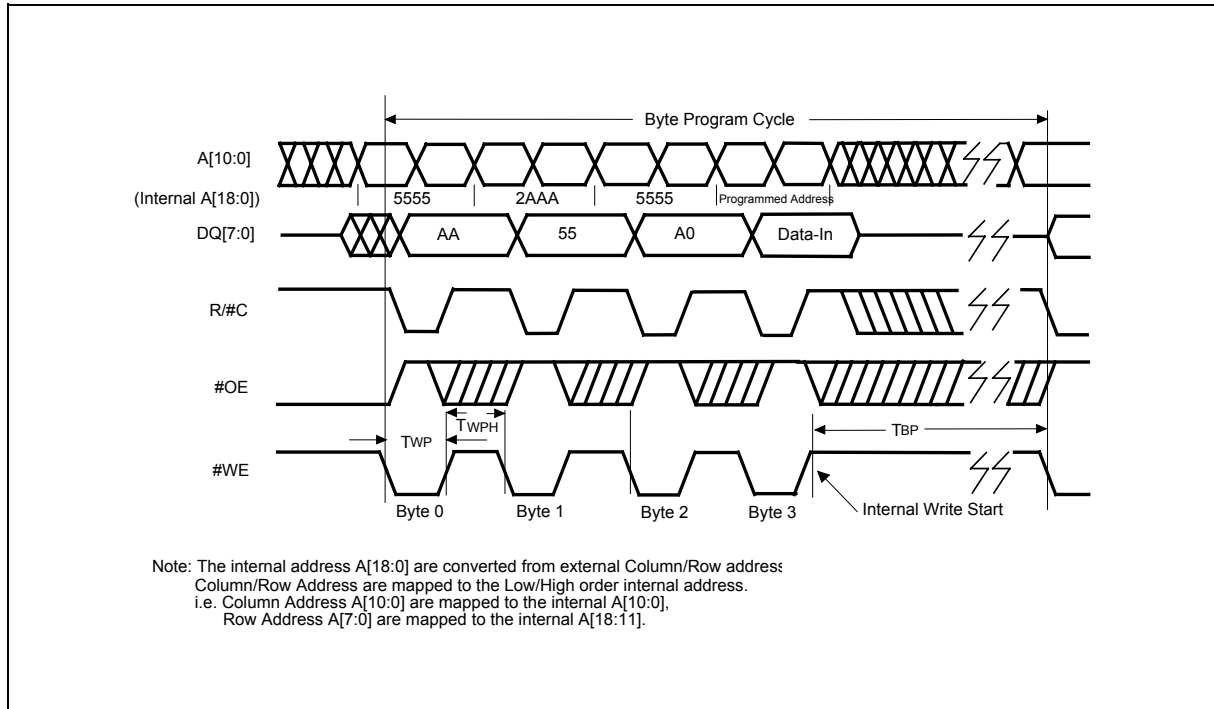 Byte Program Cycle
A[10:0]
(Internal A[18:0])
5555 2AAA 5555 Programmed Address
DQ[7:0]
AA 55 A0 Data-In
R/#C
#OE
TWP TWPH TBP
#WE
Byte 0 Byte 1 Byte 2 Byte 3 Internal Write Start
Note: The internal address A[18:0] are converted from external Column/Row address
Column/Row Address are mapped to the Low/High order internal address.
i.e. Column Address A[10:0] are mapped to the internal A[10:0],
Row Address A[7:0] are mapped to the internal A[18:11].